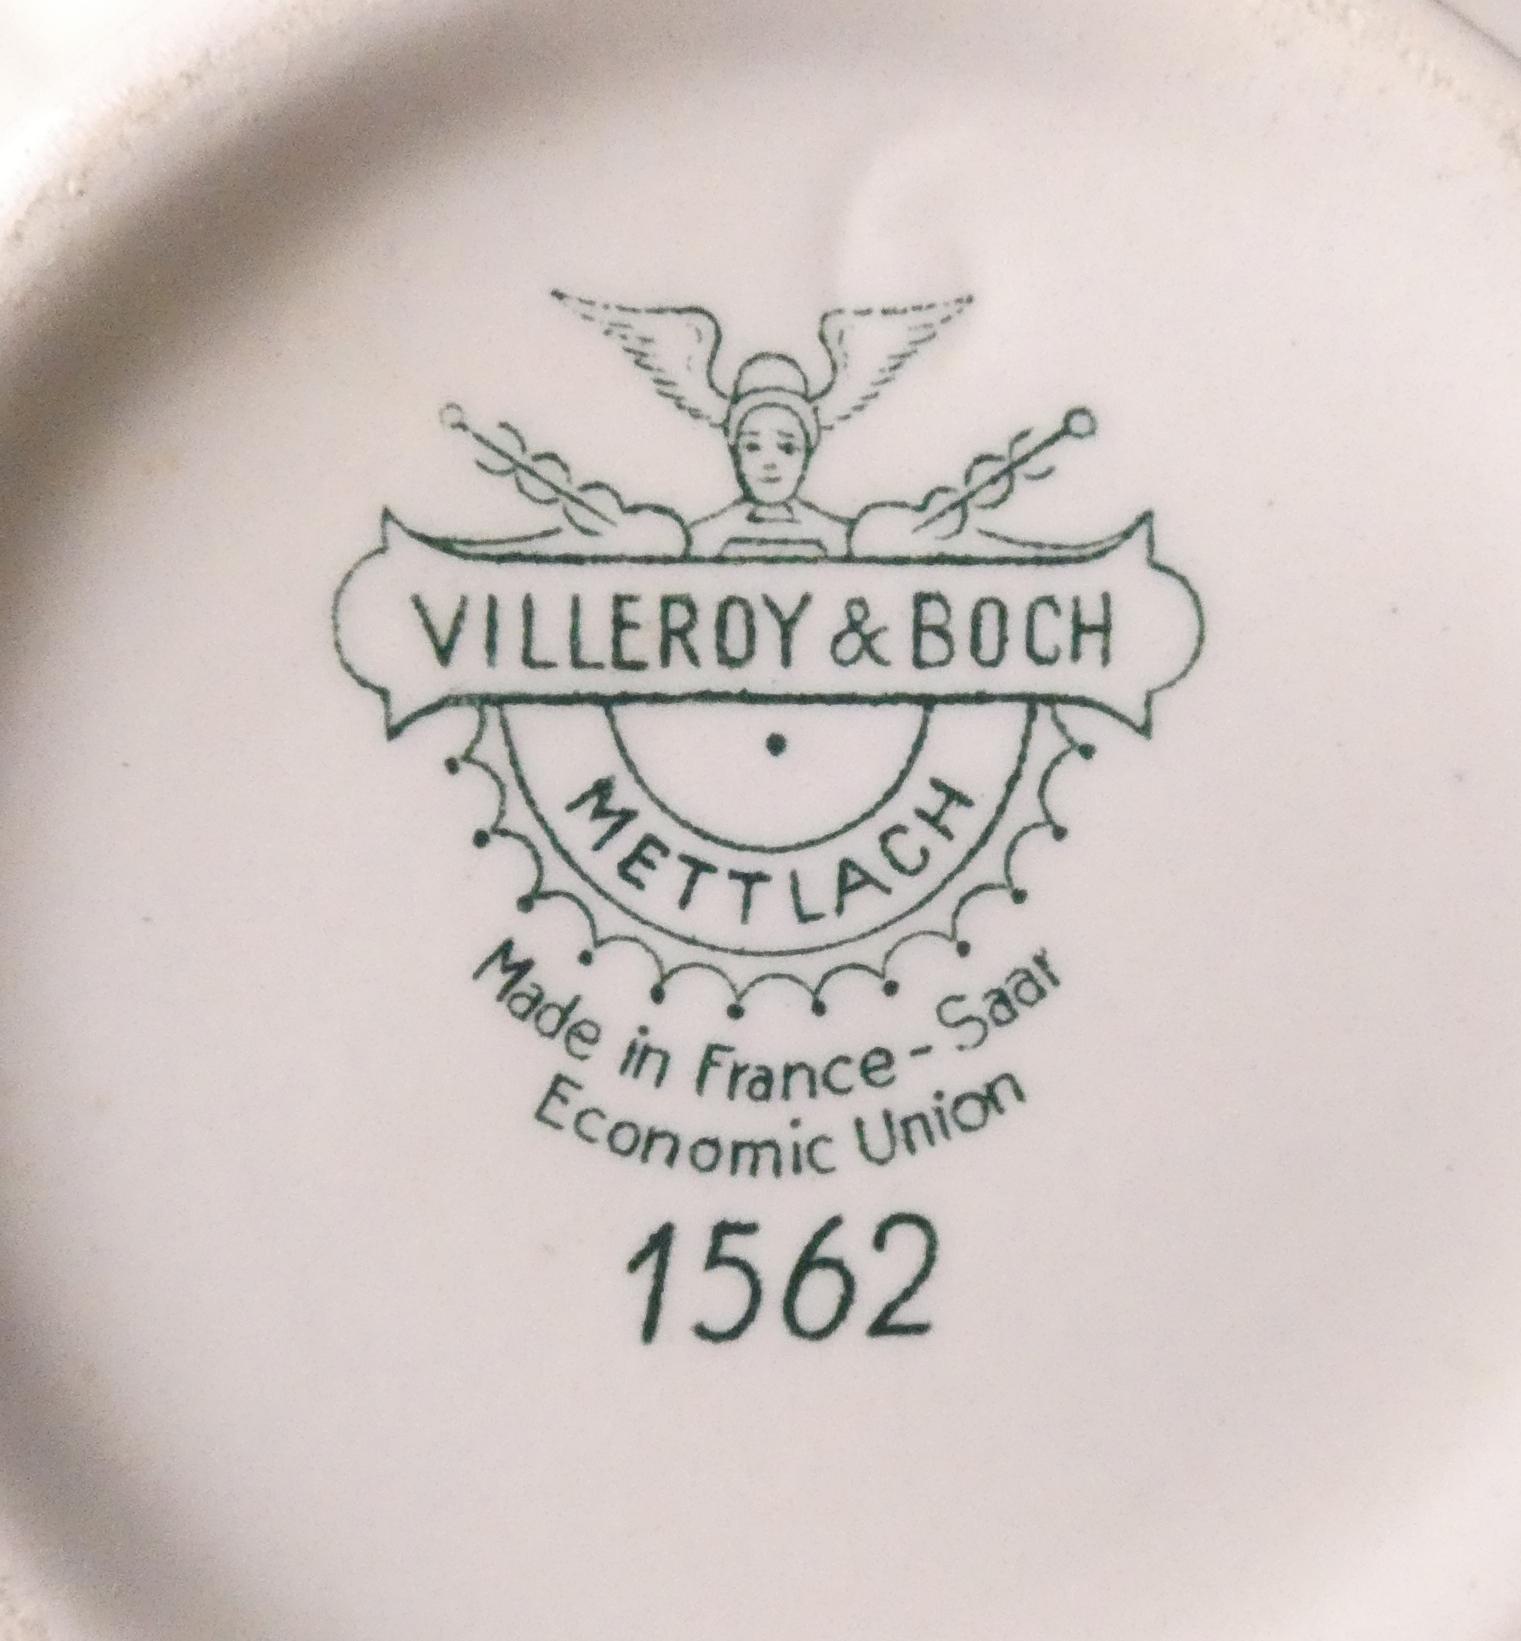 VILLEROY & BOCH
METTLACH
Made in France - Saar
Economic Union
1562